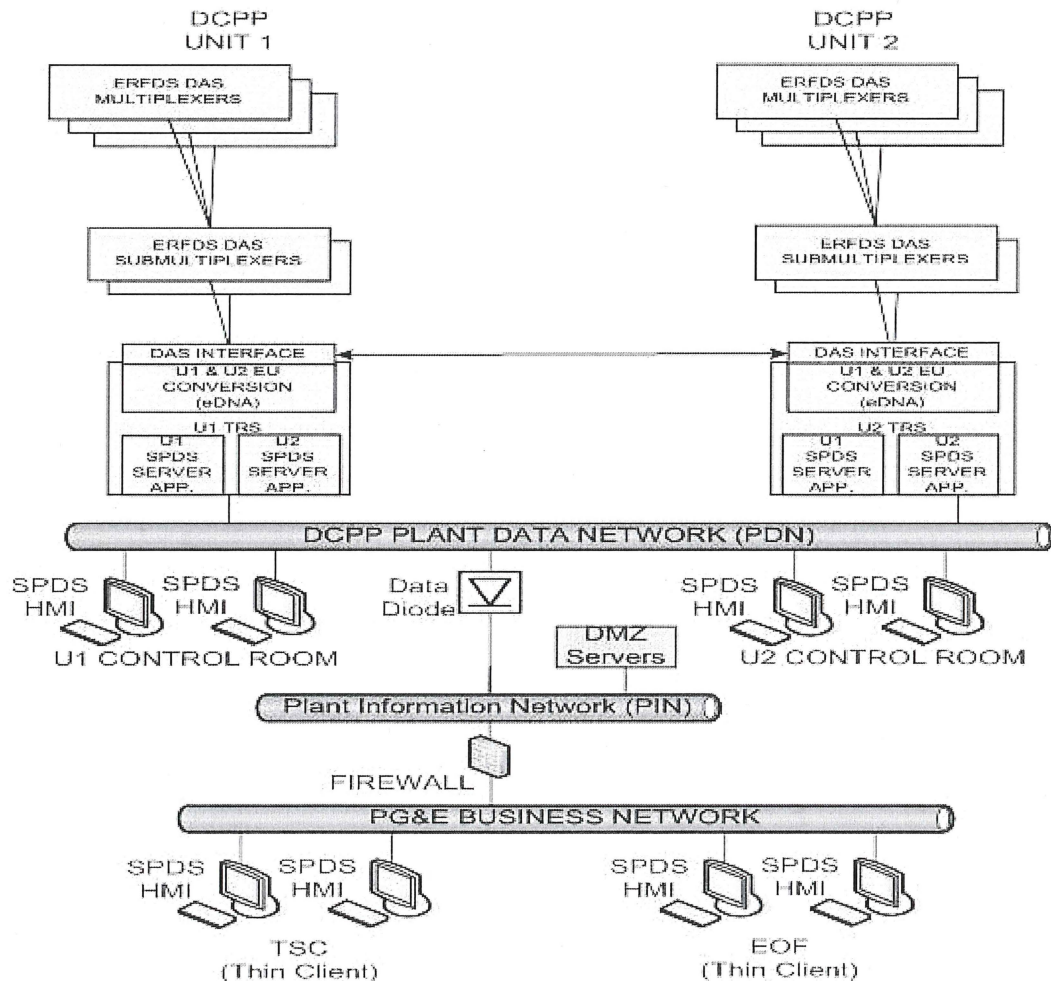 DCPP
UNIT 1
DCPP
UNIT 2
ERFDS DAS
MULTIPLEXERS
ERFDS DAS
MULTIPLEXERS
ERFDS DAS
SUBMULTIPLEXERS
ERFDS DAS
SUBMULTIPLEXERS
DAS INTERFACE
U1 & U2 EU
CONVERSION
(eDNA)
U1 TRS
U1
SPDS
SERVER
APP.
U2
SPDS
SERVER
APP.
DAS INTERFACE
U1 & U2 EU
CONVERSION
(eDNA)
U2 TRS
U1
SPDS
SERVER
APP.
U2
SPDS
SERVER
APP.
DCPP PLANT DATA NETWORK (PDN)
SPDS
HMI
SPDS
HMI
U1 CONTROL ROOM
Data
Diode
DMZ
Servers
SPDS
HMI
SPDS
HMI
U2 CONTROL ROOM
Plant Information Network (PIN)
FIREWALL
PG&E BUSINESS NETWORK
SPDS
HMI
SPDS
HMI
TSC
(Thin Client)
SPDS
HMI
SPDS
HMI
EOF
(Thin Client)